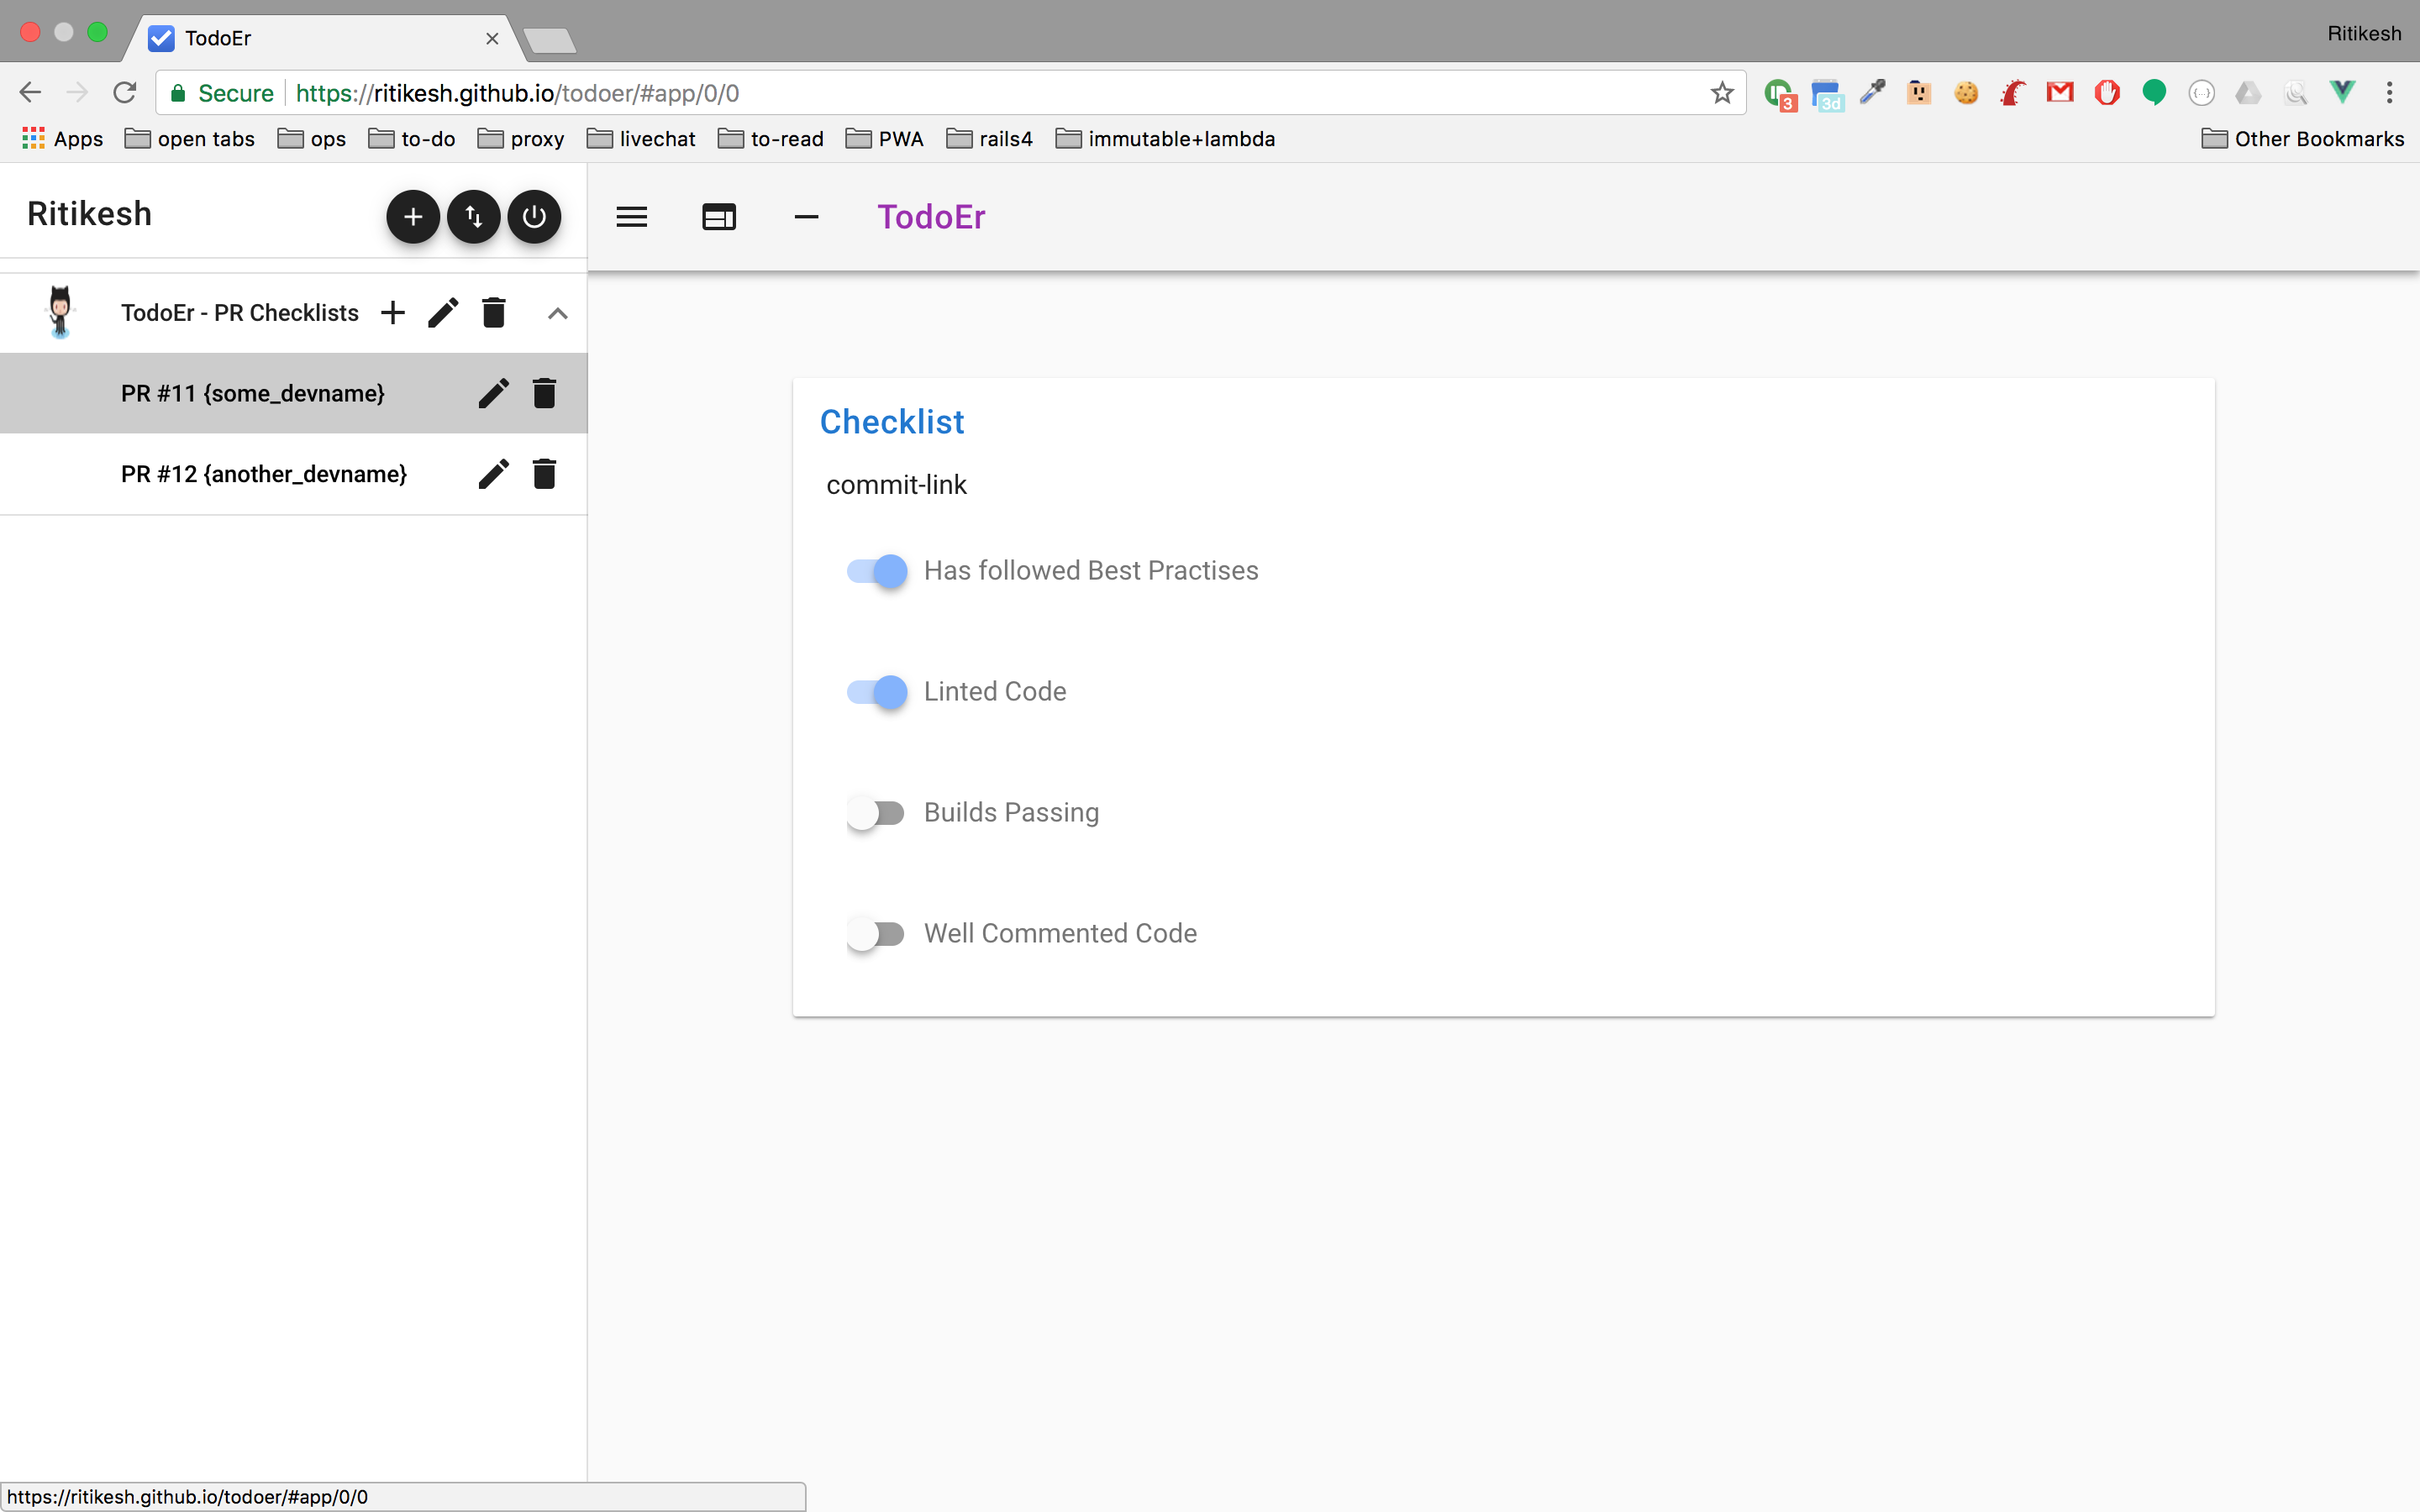 TodoEr
Ritikesh
Secure https://ritikesh.github.io/todoer/#app/0/0
3
3d
Apps open tabs ops to-do proxy livechat to-read PWA rails4 immutable+lambda Other Bookmarks
Ritikesh
TodoEr
TodoEr - PR Checklists
PR #11 {some_devname}
PR #12 {another_devname}
Checklist
commit-link
Has followed Best Practises
Linted Code
Builds Passing
Well Commented Code
https://ritikesh.github.io/todoer/#app/0/0